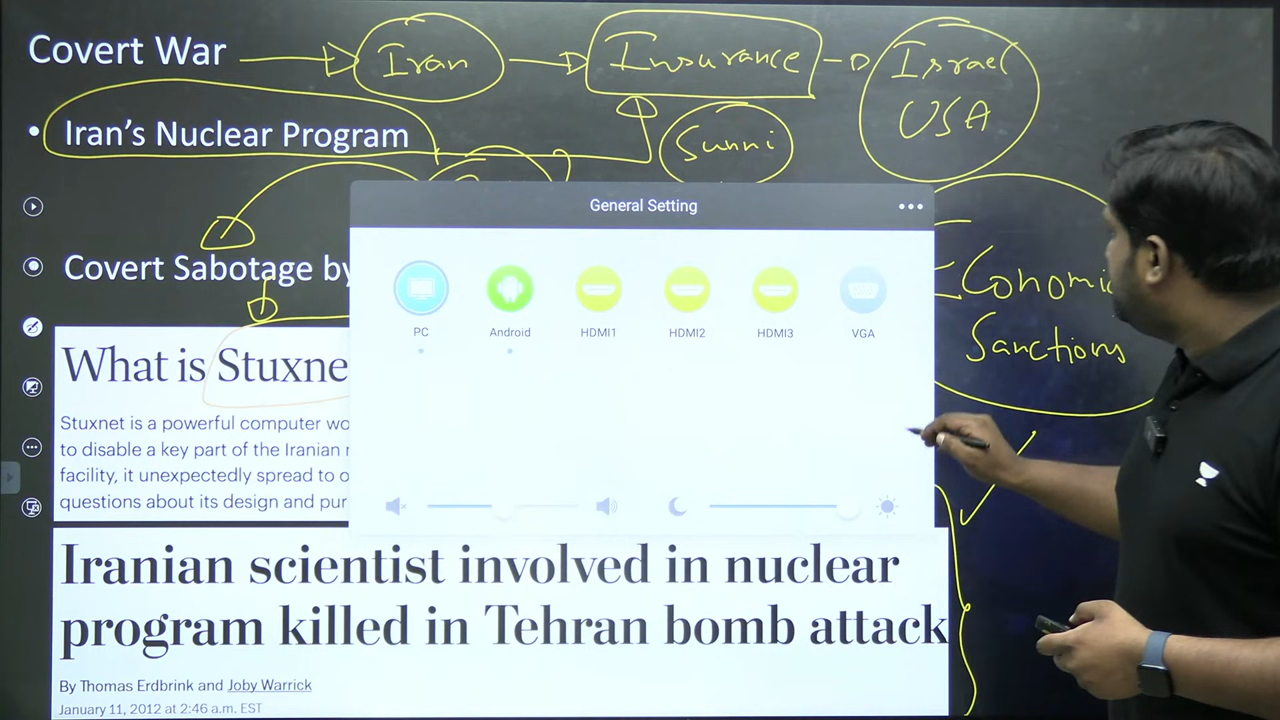 Covert War
Iran
Insurance
Israel
USA
• Iran's Nuclear Program
Sunni
General Setting
PC
Android
HDMI1
HDMI2
HDMI3
VGA
Economic
Sanctions
Covert Sabotage by
What is Stuxne
Stuxnet is a powerful computer wo
to disable a key part of the Iranian
facility, it unexpectedly spread to o
questions about its design and pur
Iranian scientist involved in nuclear
program killed in Tehran bomb attack
By Thomas Erdbrink and Joby Warrick
January 11, 2012 at 2:46 a.m. EST